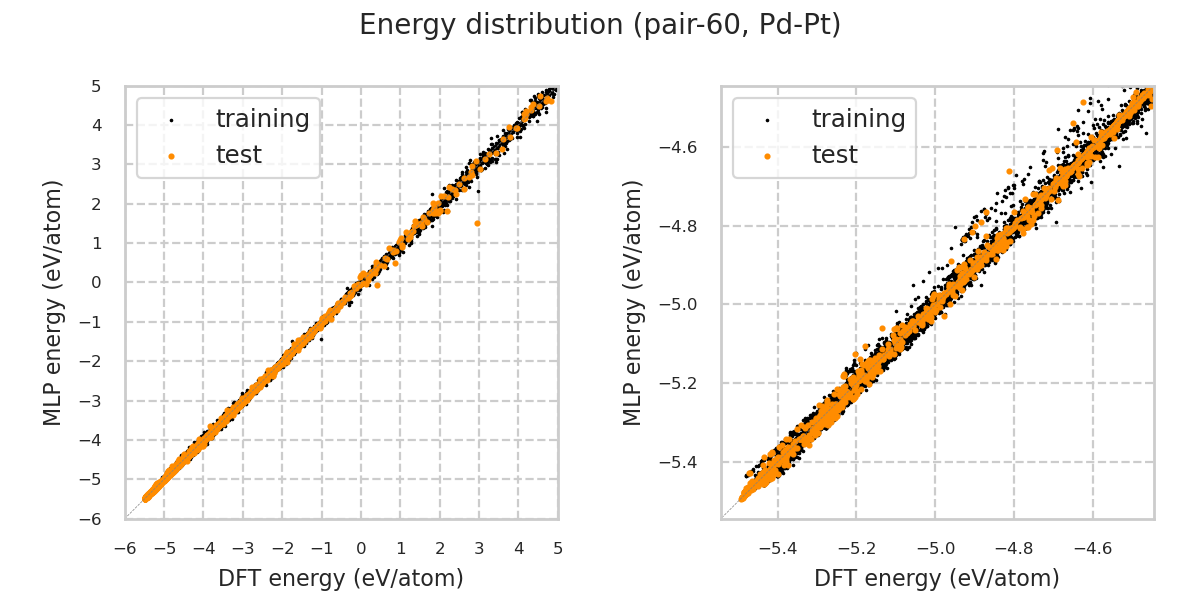 Energy distribution (pair-60, Pd-Pt)
MLP energy (eV/atom)
5
4
3
2
1
0
−1
−2
−3
−4
−5
−6
training
test
−6 −5 −4 −3 −2 −1 0 1 2 3 4 5
DFT energy (eV/atom)
MLP energy (eV/atom)
−4.6
−4.8
−5.0
−5.2
−5.4
training
test
−5.4 −5.2 −5.0 −4.8 −4.6
DFT energy (eV/atom)